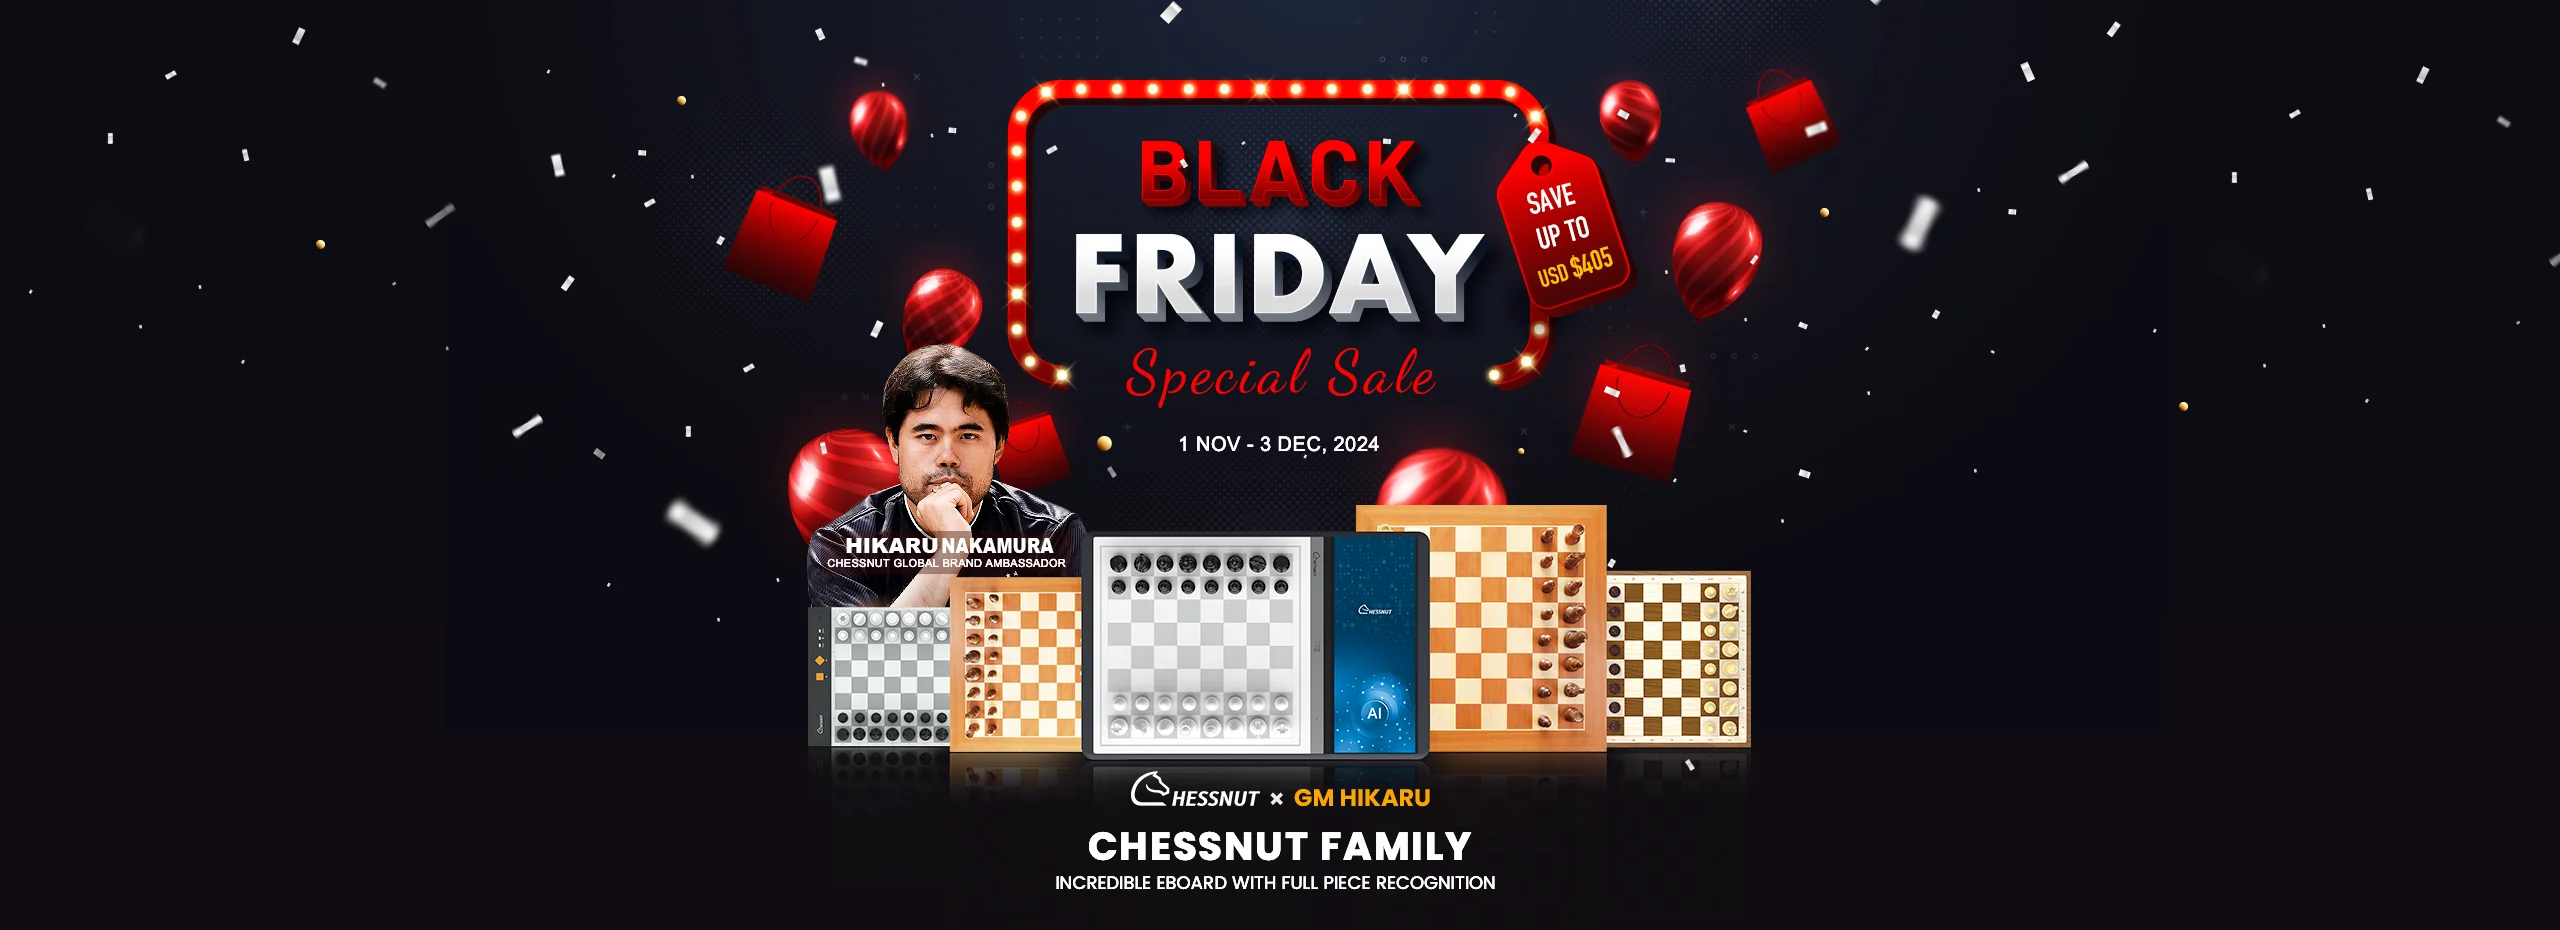 BLACK
FRIDAY
Special Sale
SAVE
UP TO
USD $405
1 NOV - 3 DEC, 2024
HIKARU NAKAMURA
CHESSNUT GLOBAL BRAND AMBASSADOR
CHESSNUT
AI
HESSNUT × GM HIKARU
CHESSNUT FAMILY
INCREDIBLE EBOARD WITH FULL PIECE RECOGNITION